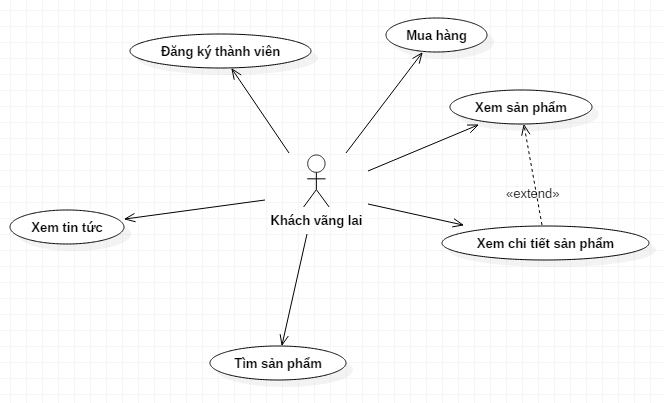 Mua hàng
Đăng ký thành viên
Xem sản phẩm
«extend»
Khách vãng lai
Xem tin tức
Xem chi tiết sản phẩm
Tìm sản phẩm